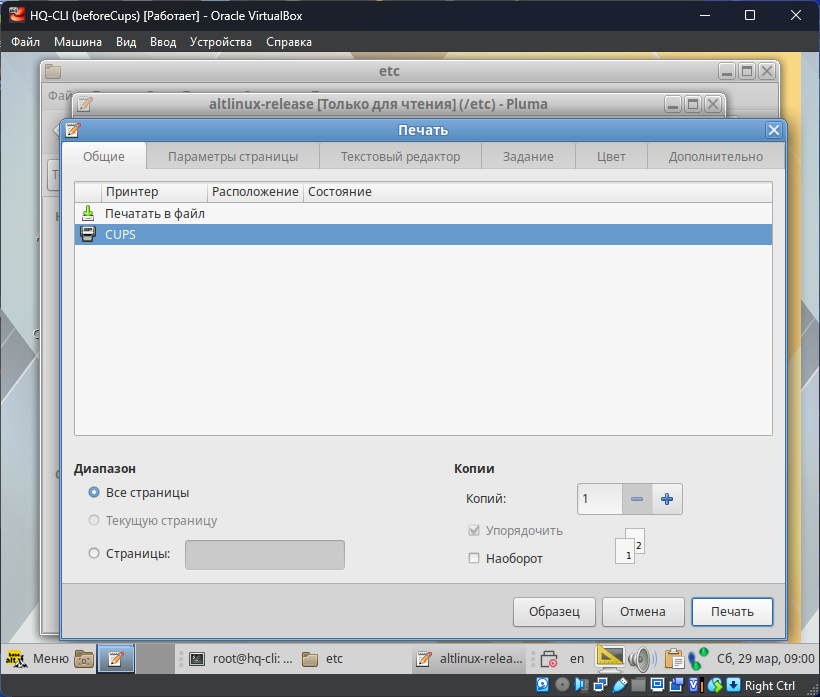 HQ-CLI (beforeCups) [Работает] - Oracle VirtualBox
Файл Машина Вид Ввод Устройства Справка
etc
Фай
altlinux-release [Только для чтения] (/etc) - Pluma
Печать
Общие Параметры страницы Текстовый редактор Задание Цвет Дополнительно
Принтер Расположение Состояние
Печатать в файл
CUPS
Диапазон Копии
Все страницы Копий: 1
Текущую страницу Упорядочить
Страницы: Наоборот
1 2
Образец Отмена Печать
Меню root@hq-cli: ... etc altlinux-relea... en Сб, 29 мар, 09:00
Right Ctrl